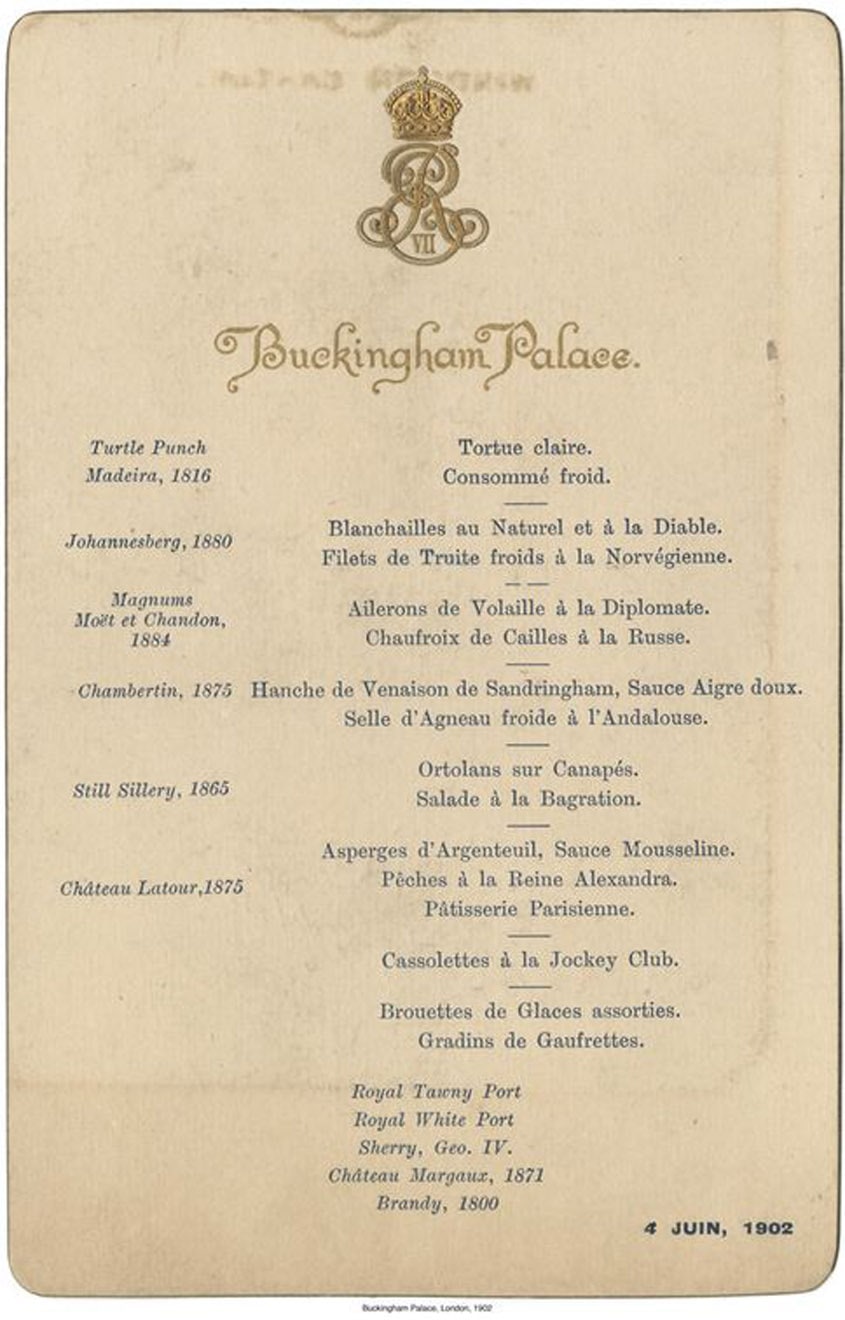 VII
Buckingham Palace.
Turtle Punch
Madeira, 1816
Tortue claire.
Consommé froid.
Johannesberg, 1880
Blanchailles au Naturel et à la Diable.
Filets de Truite froids à la Norvégienne.
Magnums
Moët et Chandon,
1884
Ailerons de Volaille à la Diplomate.
Chaufroix de Cailles à la Russe.
Chambertin, 1875
Hanche de Venaison de Sandringham, Sauce Aigre doux.
Selle d'Agneau froide à l'Andalouse.
Still Sillery, 1865
Ortolans sur Canapés.
Salade à la Bagration.
Château Latour,1875
Asperges d'Argenteuil, Sauce Mousseline.
Pêches à la Reine Alexandra.
Pâtisserie Parisienne.
Cassolettes à la Jockey Club.
Brouettes de Glaces assorties.
Gradins de Gaufrettes.
Royal Tawny Port
Royal White Port
Sherry, Geo. IV.
Château Margaux, 1871
Brandy, 1800
4 JUIN, 1902
Buckingham Palace, London, 1902